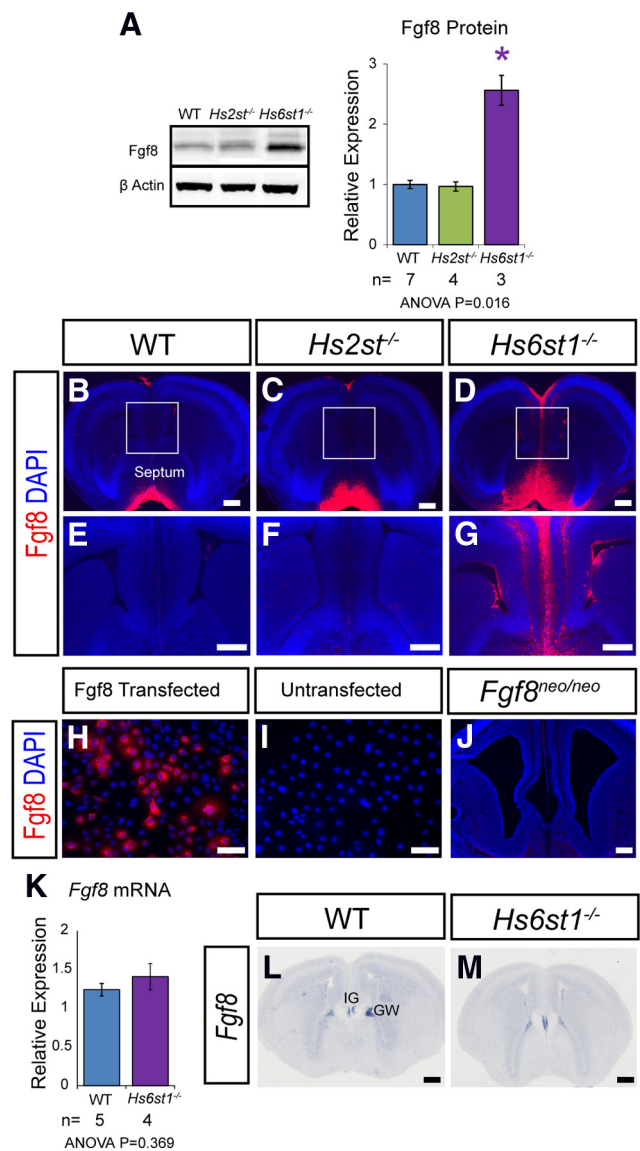 A
Fgf8 Protein
WT Hs2st-/- Hs6st1-/-
Fgf8
β Actin
Relative Expression
3
2
1
0
*
WT Hs2st-/- Hs6st1-/-
n= 7 4 3
ANOVA P=0.016
WT Hs2st-/- Hs6st1-/-
Fgf8 DAPI
B C D
Septum
E F G
Fgf8 Transfected Untransfected Fgf8neo/neo
Fgf8 DAPI
H I J
K
Fgf8 mRNA
Relative Expression
2
1.5
1
0.5
0
WT Hs6st1-/-
n= 5 4
ANOVA P=0.369
WT Hs6st1-/-
Fgf8
L M
IG
GW